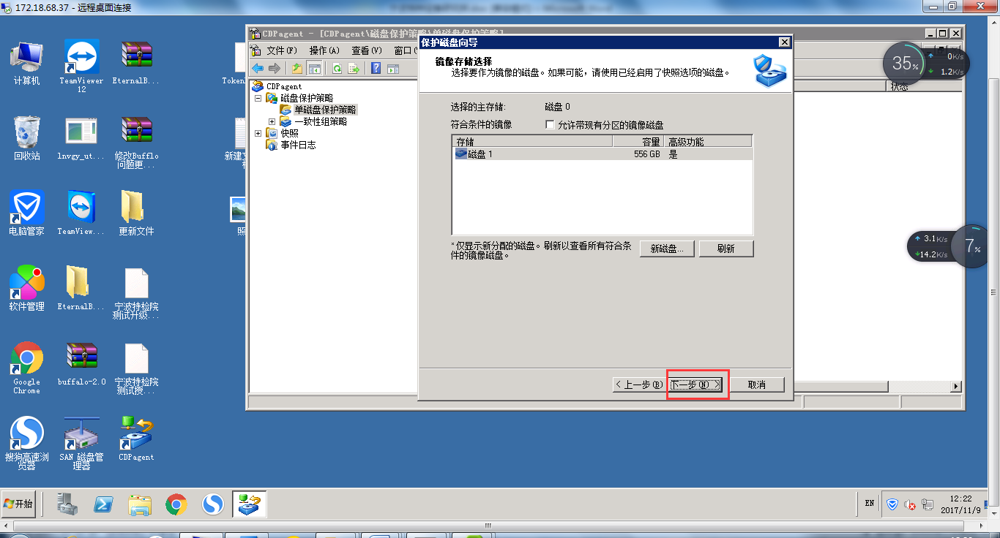 172.18.68.37 - 远程桌面连接
计算机
TeamViewer
12
EternalB...
Token
回收站
lnvgy_ut...
修改Bufflo
问题更...
新建文
电脑管家
TeamView...
更新文件
照
软件管理
EternalB...
宁波特检院
测试升级...
Google
Chrome
buffalo-2.0
宁波特检院
测试授...
搜狗高速浏
览器
SAN 磁盘管
理器
CDPagent
CDPagent - [CDPagent\磁盘保护策略\单磁盘保护策略]
文件(F) 操作(A) 查看(V) 窗口(
CDPagent
磁盘保护策略
单磁盘保护策略
一致性组策略
快照
事件日志
状态
保护磁盘向导
镜像存储选择
选择要作为镜像的磁盘。如果可能，请使用已经启用了快照选项的磁盘。
选择的主存储: 磁盘 0
符合条件的镜像 允许带现有分区的镜像磁盘
存储 容量 高级功能
磁盘 1 556 GB 是
*仅显示新分配的磁盘。刷新以查看所有符合条
件的镜像磁盘。
新磁盘... 刷新
< 上一步(B) 下一步(N) > 取消
35%
0K/s
1.2K/s
3.1K/s
14.2K/s
7%
开始
EN
12:22
2017/11/9